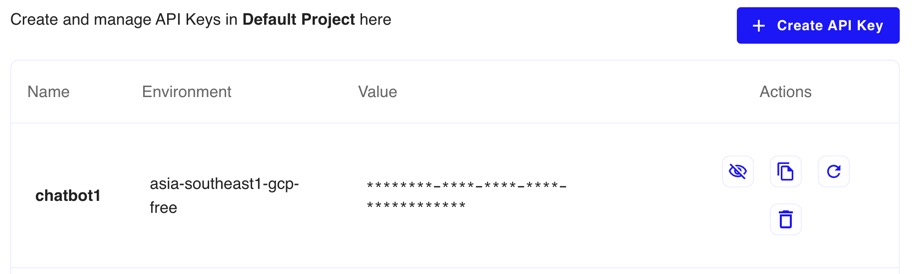 Create and manage API Keys in Default Project here
+ Create API Key
Name Environment Value Actions
chatbot1
asia-southeast1-gcp-
free
********-****-****-****-
************